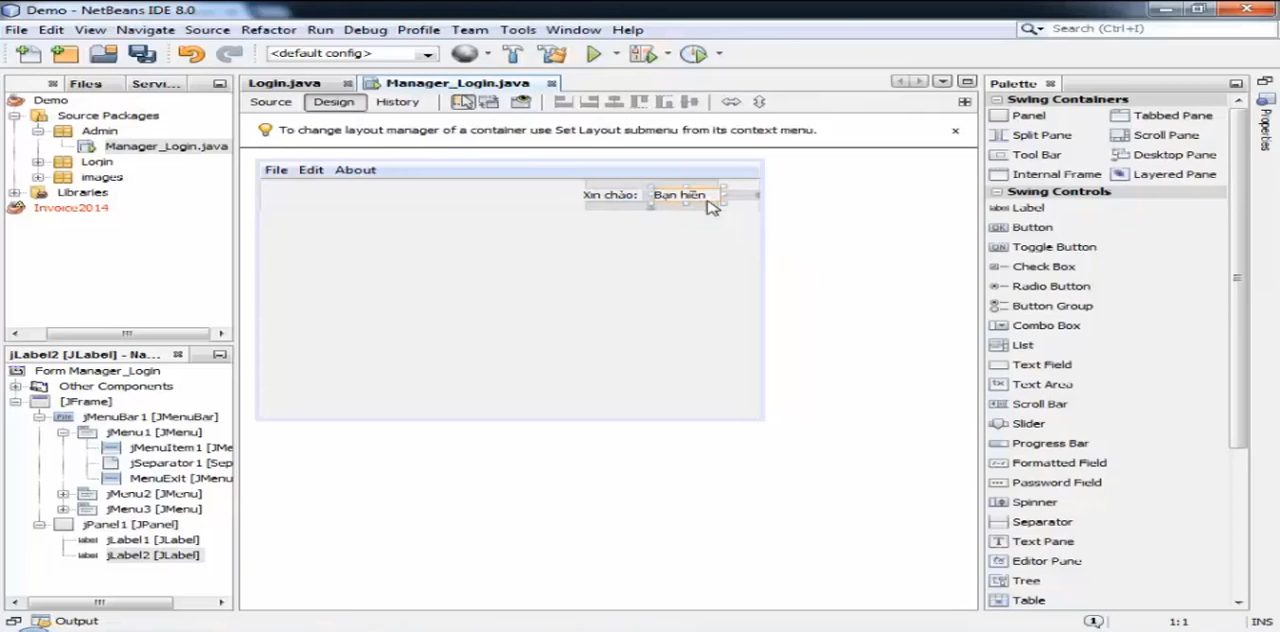 Demo - NetBeans IDE 8.0
File Edit View Navigate Source Refactor Run Debug Profile Team Tools Window Help
Search (Ctrl+I)
<default config>
Files Servi...
Login.java Manager_Login.java
Palette
Source Design History
To change layout manager of a container use Set Layout submenu from its context menu.
Demo
Source Packages
Admin
Manager_Login.java
Login
images
Libraries
Invoice2014
File Edit About
Xin chào: Bạn hiền
jLabel2 [JLabel] - Na...
Form Manager_Login
Other Components
[JFrame]
jMenuBar1 [JMenuBar]
jMenu1 [JMenu]
jMenuItem1 [JMe
jSeparator1 [Sep
MenuExit [JMenu
jMenu2 [JMenu]
jMenu3 [JMenu]
jPanel1 [JPanel]
label jLabel1 [JLabel]
label jLabel2 [JLabel]
Swing Containers
Panel Tabbed Pane
Split Pane Scroll Pane
Tool Bar Desktop Pane
Internal Frame Layered Pane
Swing Controls
label Label
OK Button
ON Toggle Button
Check Box
Radio Button
Button Group
Combo Box
List
Text Field
Text Area
Scroll Bar
Slider
Progress Bar
Formatted Field
Password Field
Spinner
Separator
Text Pane
Editor Pane
Tree
Table
Properties
Output
1:1 INS